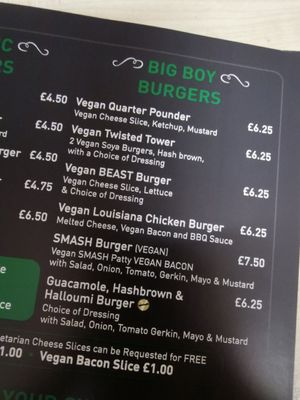 BIG BOY
BURGERS
£4.50 Vegan Quarter Pounder £6.25
Vegan Cheese Slice, Ketchup, Mustard
£4.50 Vegan Twisted Tower £6.25
2 Vegan Soya Burgers, Hash brown,
with a Choice of Dressing
£4.50 Vegan BEAST Burger £6.25
Vegan Cheese Slice, Lettuce
& Choice of Dressing
£4.75
Vegan Louisiana Chicken Burger £6.25
Melted Cheese, Vegan Bacon and BBQ Sauce
£6.50
SMASH Burger (VEGAN) £7.50
Vegan SMASH Patty VEGAN BACON
with Salad, Onion, Tomato, Gerkin, Mayo & Mustard
Guacamole, Hashbrown &
Halloumi Burger £6.25
Choice of Dressing
with Salad, Onion, Tomato Gerkin, Mayo & Mustard
etarian Cheese Slices can be Requested for FREE
£1.00 · Vegan Bacon Slice £1.00